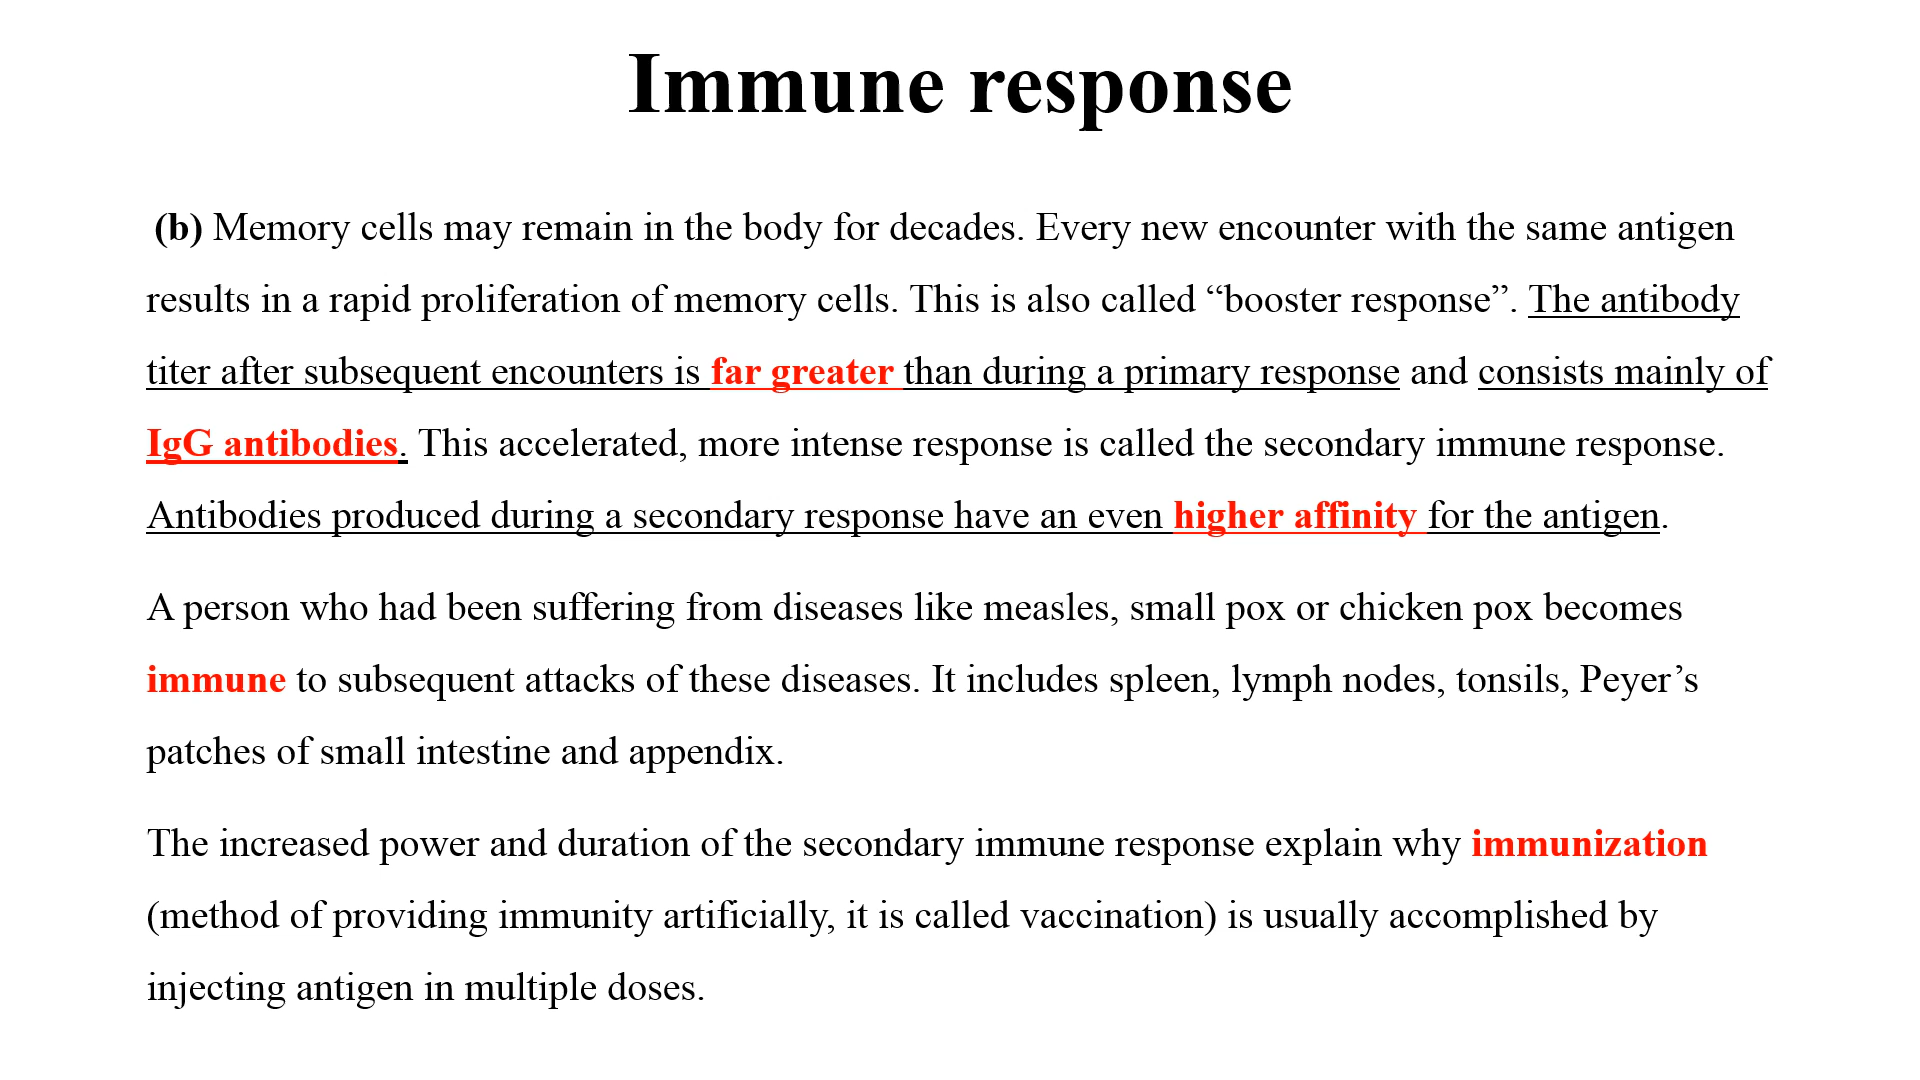 Immune response
(b) Memory cells may remain in the body for decades. Every new encounter with the same antigen
results in a rapid proliferation of memory cells. This is also called “booster response”. The antibody
titer after subsequent encounters is far greater than during a primary response and consists mainly of
IgG antibodies. This accelerated, more intense response is called the secondary immune response.
Antibodies produced during a secondary response have an even higher affinity for the antigen.
A person who had been suffering from diseases like measles, small pox or chicken pox becomes
immune to subsequent attacks of these diseases. It includes spleen, lymph nodes, tonsils, Peyer’s
patches of small intestine and appendix.
The increased power and duration of the secondary immune response explain why immunization
(method of providing immunity artificially, it is called vaccination) is usually accomplished by
injecting antigen in multiple doses.